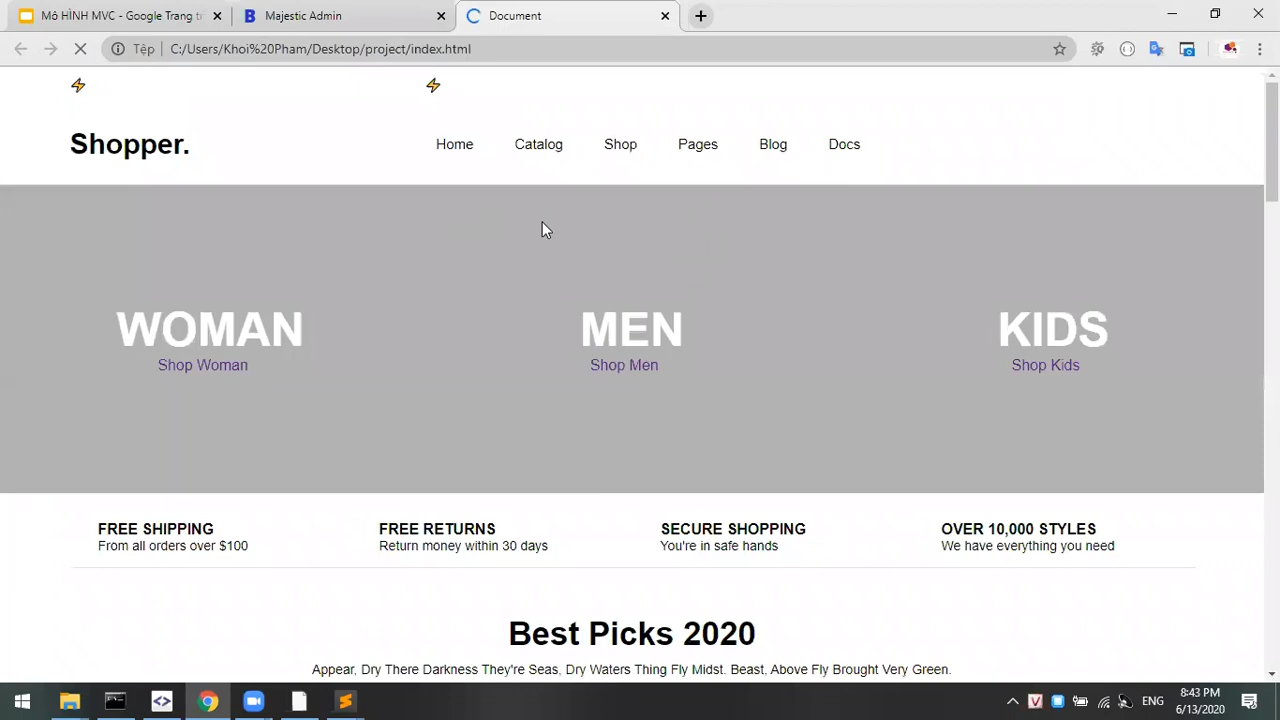 Mô HÌNH MVC - Google Trang tí
Majestic Admin
Document
Tệp
C:/Users/Khoi%20Pham/Desktop/project/index.html
Shopper.
Home
Catalog
Shop
Pages
Blog
Docs
WOMAN
Shop Woman
MEN
Shop Men
KIDS
Shop Kids
FREE SHIPPING
From all orders over $100
FREE RETURNS
Return money within 30 days
SECURE SHOPPING
You're in safe hands
OVER 10,000 STYLES
We have everything you need
Best Picks 2020
Appear, Dry There Darkness They're Seas, Dry Waters Thing Fly Midst. Beast, Above Fly Brought Very Green.
ENG
8:43 PM
6/13/2020